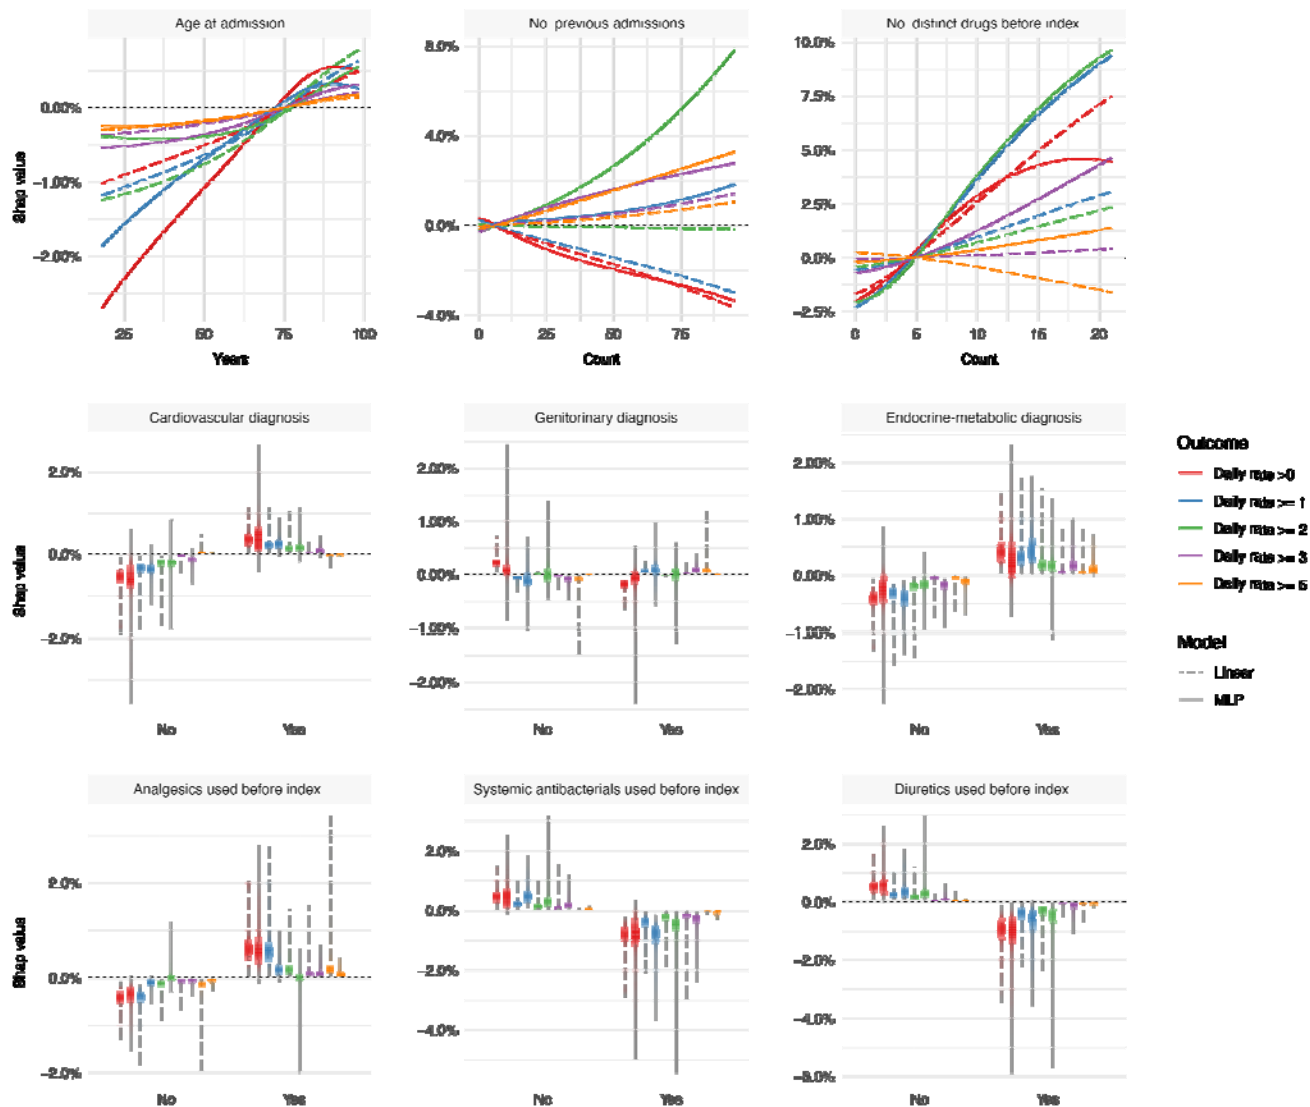 Age at admission
No previous admissions
No distinct drugs before index
Shap value
0.00%
−1.00%
−2.00%
25
50
75
100
Years
8.0%
4.0%
0.0%
−4.0%
0
25
50
75
Count
10.0%
7.5%
5.0%
2.5%
0.0%
−2.5%
0
5
10
15
20
Count
Cardiovascular diagnosis
Genitorinary diagnosis
Endocrine-metabolic diagnosis
Shap value
2.0%
0.0%
−2.0%
No
Yes
2.00%
1.00%
0.00%
−1.00%
−2.00%
No
Yes
2.00%
1.00%
0.00%
−1.00%
−2.00%
No
Yes
Outcome
Daily rate >0
Daily rate >= 1
Daily rate >= 2
Daily rate >= 3
Daily rate >= 5
Model
Linear
MLP
Analgesics used before index
Systemic antibacterials used before index
Diuretics used before index
Shap value
2.0%
0.0%
−2.0%
No
Yes
2.0%
0.0%
−2.0%
−4.0%
No
Yes
2.0%
0.0%
−2.0%
−4.0%
No
Yes